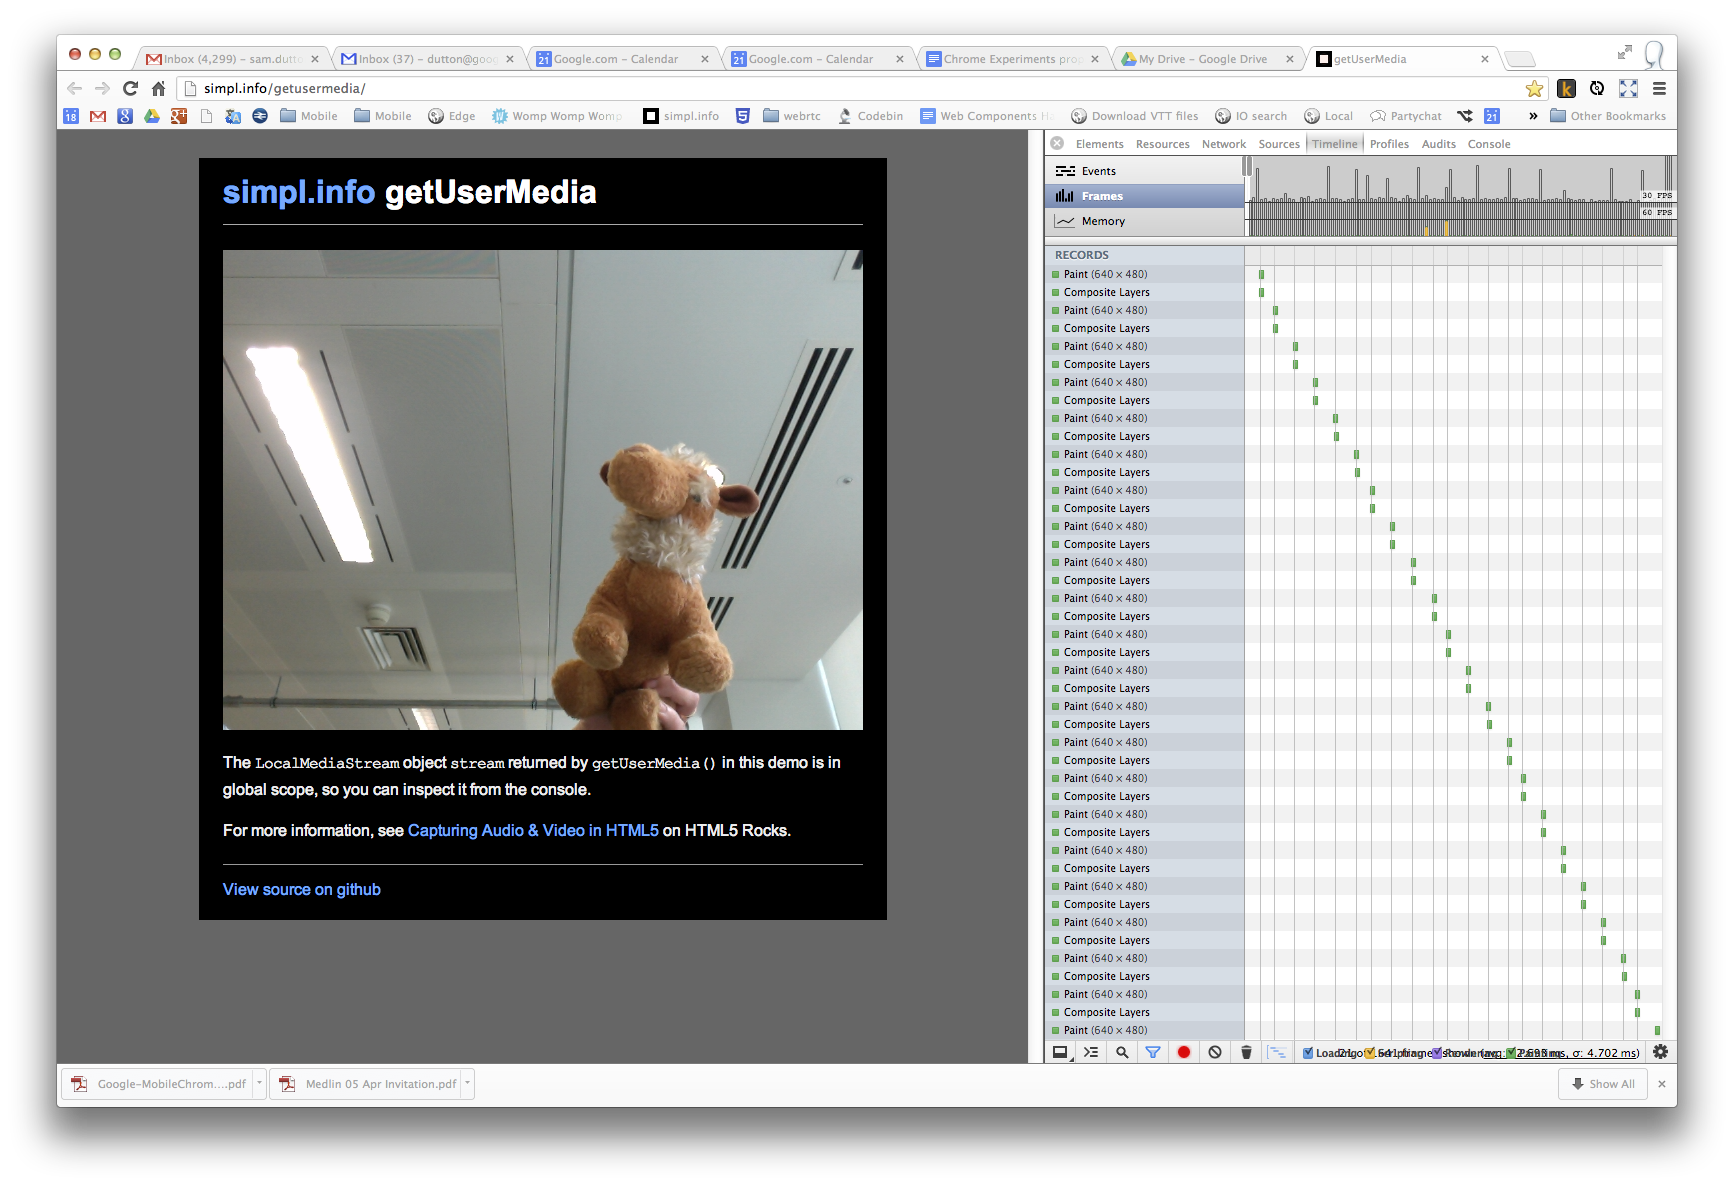 Inbox (4,299) – sam.dutto
Inbox (37) – dutton@goog
Google.com – Calendar
Google.com – Calendar
Chrome Experiments prop
My Drive – Google Drive
getUserMedia
simpl.info/getusermedia/
Mobile
Mobile
Edge
Womp Womp Womp
simpl.info
webrtc
Codebin
Web Components Ha
Download VTT files
IO search
Local
Partychat
»
Other Bookmarks
Elements Resources Network Sources Timeline Profiles Audits Console
simpl.info getUserMedia
Events
Frames
Memory
30 FPS
60 FPS
RECORDS
Paint (640 × 480)
Composite Layers
Paint (640 × 480)
Composite Layers
Paint (640 × 480)
Composite Layers
Paint (640 × 480)
Composite Layers
Paint (640 × 480)
Composite Layers
Paint (640 × 480)
Composite Layers
Paint (640 × 480)
Composite Layers
Paint (640 × 480)
Composite Layers
Paint (640 × 480)
Composite Layers
Paint (640 × 480)
Composite Layers
Paint (640 × 480)
Composite Layers
Paint (640 × 480)
Composite Layers
Paint (640 × 480)
Composite Layers
Paint (640 × 480)
Composite Layers
Paint (640 × 480)
Composite Layers
Paint (640 × 480)
Composite Layers
Paint (640 × 480)
Composite Layers
Paint (640 × 480)
Composite Layers
Paint (640 × 480)
Composite Layers
Paint (640 × 480)
Composite Layers
Paint (640 × 480)
Composite Layers
Paint (640 × 480)
The LocalMediaStream object stream returned by getUserMedia() in this demo is in
global scope, so you can inspect it from the console.
For more information, see Capturing Audio & Video in HTML5 on HTML5 Rocks.
View source on github
σ: 4.702 ms)
Google-MobileChrom....pdf
Medlin 05 Apr Invitation.pdf
Show All